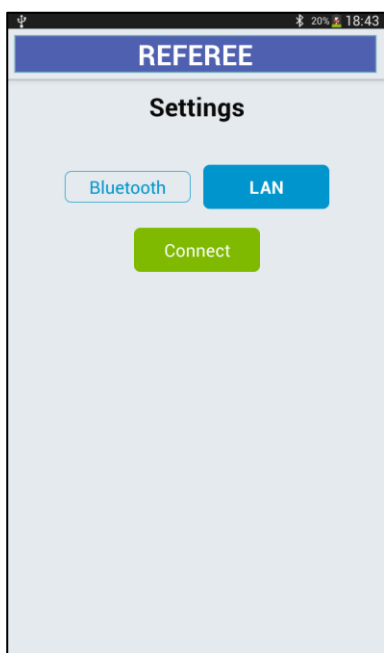 20% 18:43
REFEREE
Settings
Bluetooth LAN
Connect